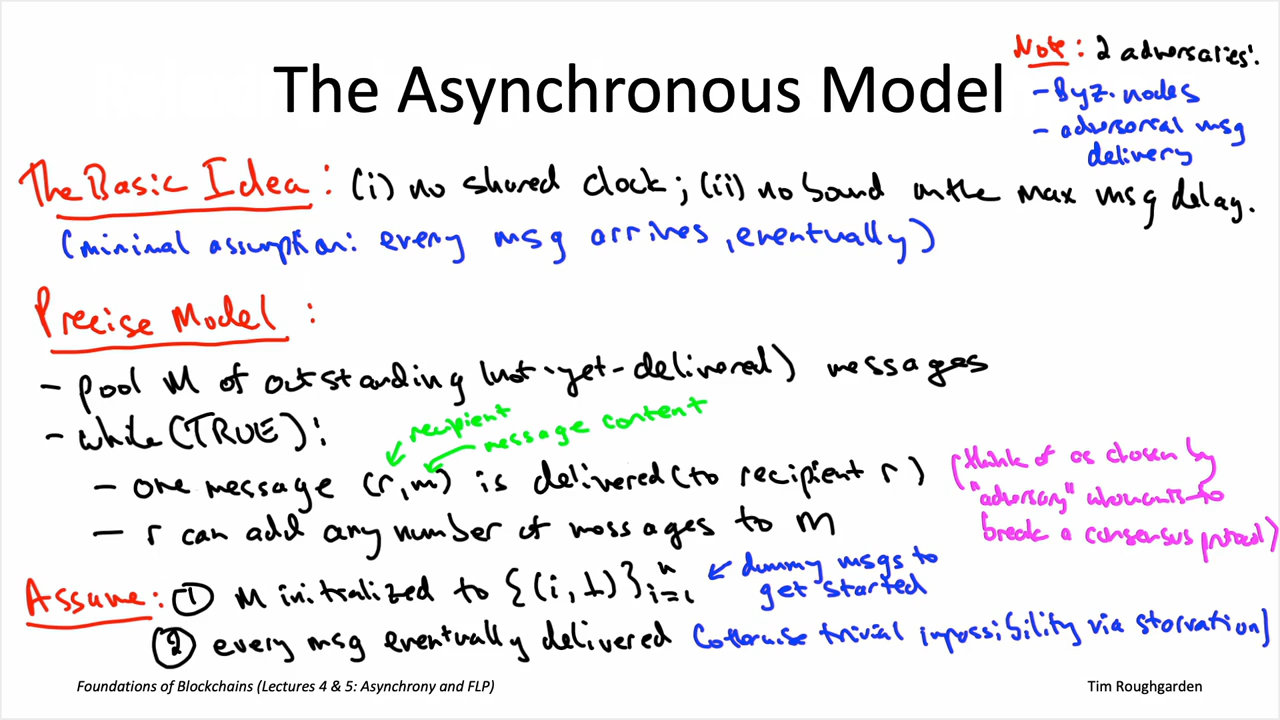 The Asynchronous Model
Note: 2 adversaries:
- Byz. nodes
- adversarial msg
delivery
The Basic Idea: (i) no shared clock; (ii) no bound on the max msg delay.
(minimal assumption: every msg arrives, eventually)
Precise Model:
- pool M of outstanding (not-yet-delivered) messages
- while(TRUE):
recipient
message content
- one message (r,m) is delivered (to recipient r)
(think of as chosen by
"adversary" who wants to
break a consensus protocol)
- r can add any number of messages to M
Assume: ① M initialized to {(i,⊥)}ⁿᵢ₌₁
dummy msgs to
get started
② every msg eventually delivered (otherwise trivial impossibility via starvation)
Foundations of Blockchains (Lectures 4 & 5: Asynchrony and FLP)
Tim Roughgarden